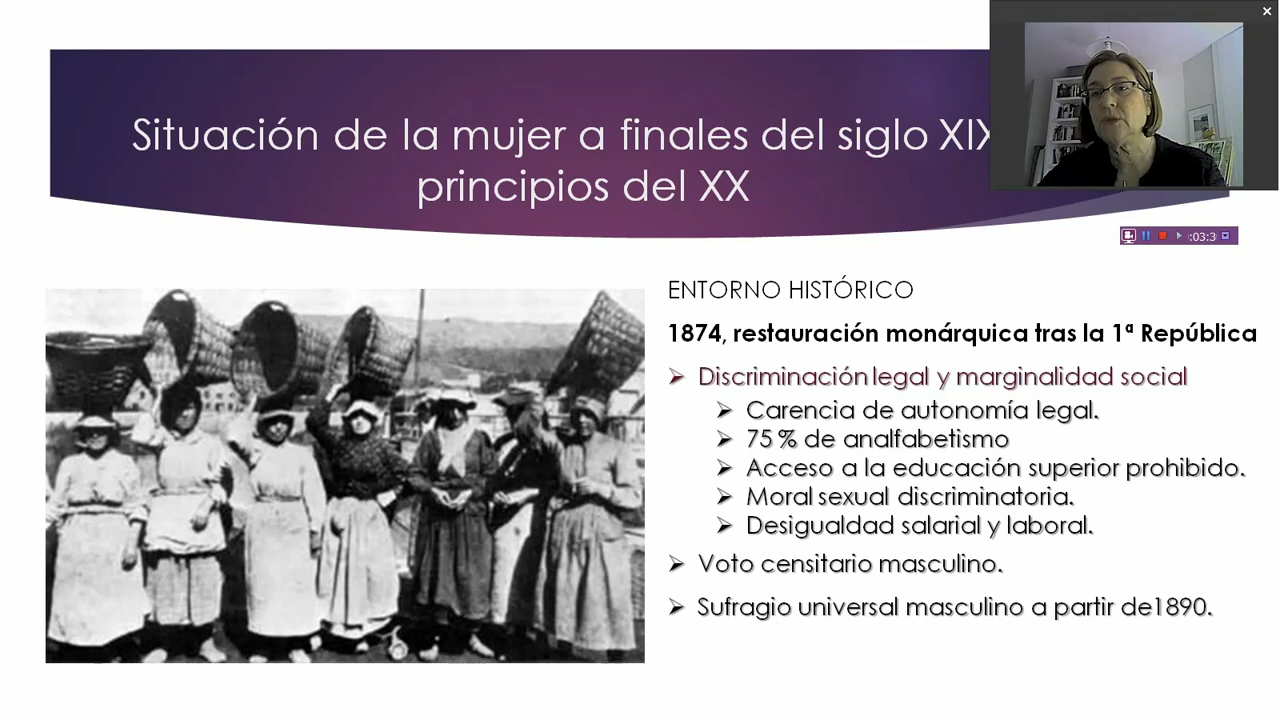 Situación de la mujer a finales del siglo XIX
principios del XX
:03:3
ENTORNO HISTÓRICO
1874, restauración monárquica tras la 1ª República
Discriminación legal y marginalidad social
Carencia de autonomía legal.
75 % de analfabetismo
Acceso a la educación superior prohibido.
Moral sexual discriminatoria.
Desigualdad salarial y laboral.
Voto censitario masculino.
Sufragio universal masculino a partir de1890.